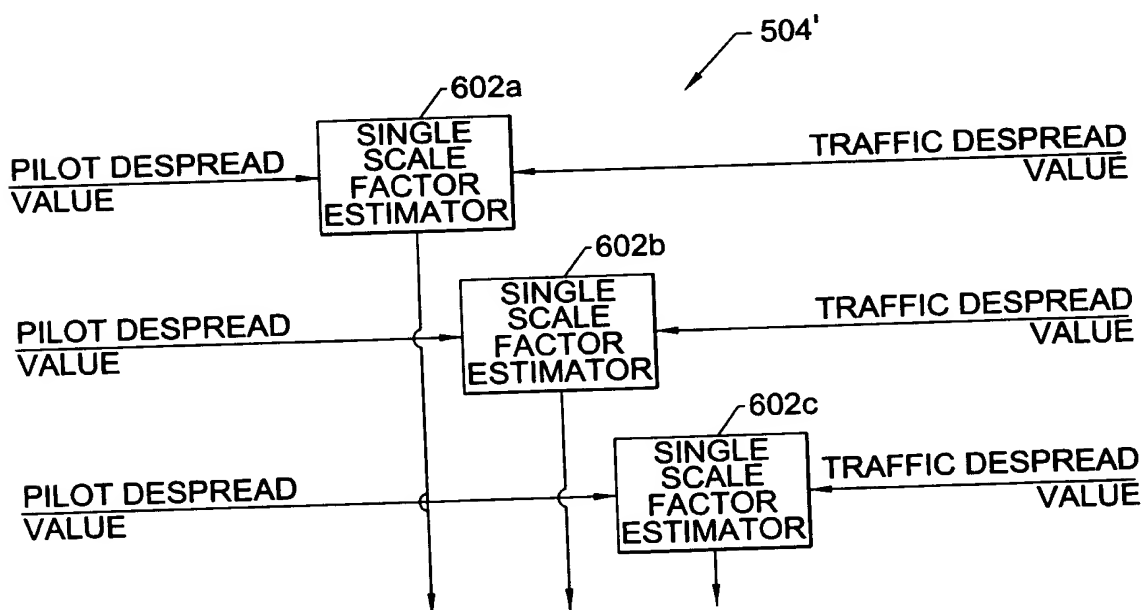 504'
602a
SINGLE
SCALE
FACTOR
ESTIMATOR
PILOT DESPREAD
VALUE
TRAFFIC DESPREAD
VALUE
602b
SINGLE
SCALE
FACTOR
ESTIMATOR
PILOT DESPREAD
VALUE
TRAFFIC DESPREAD
VALUE
602c
SINGLE
SCALE
FACTOR
ESTIMATOR
PILOT DESPREAD
VALUE
TRAFFIC DESPREAD
VALUE